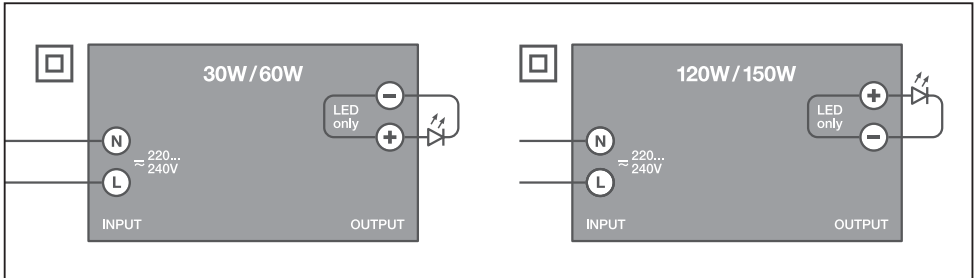 30W/60W
LED
only
−
+
N
L
≂ 220...
240V
INPUT
OUTPUT
120W/150W
LED
only
+
−
N
L
≂ 220...
240V
INPUT
OUTPUT